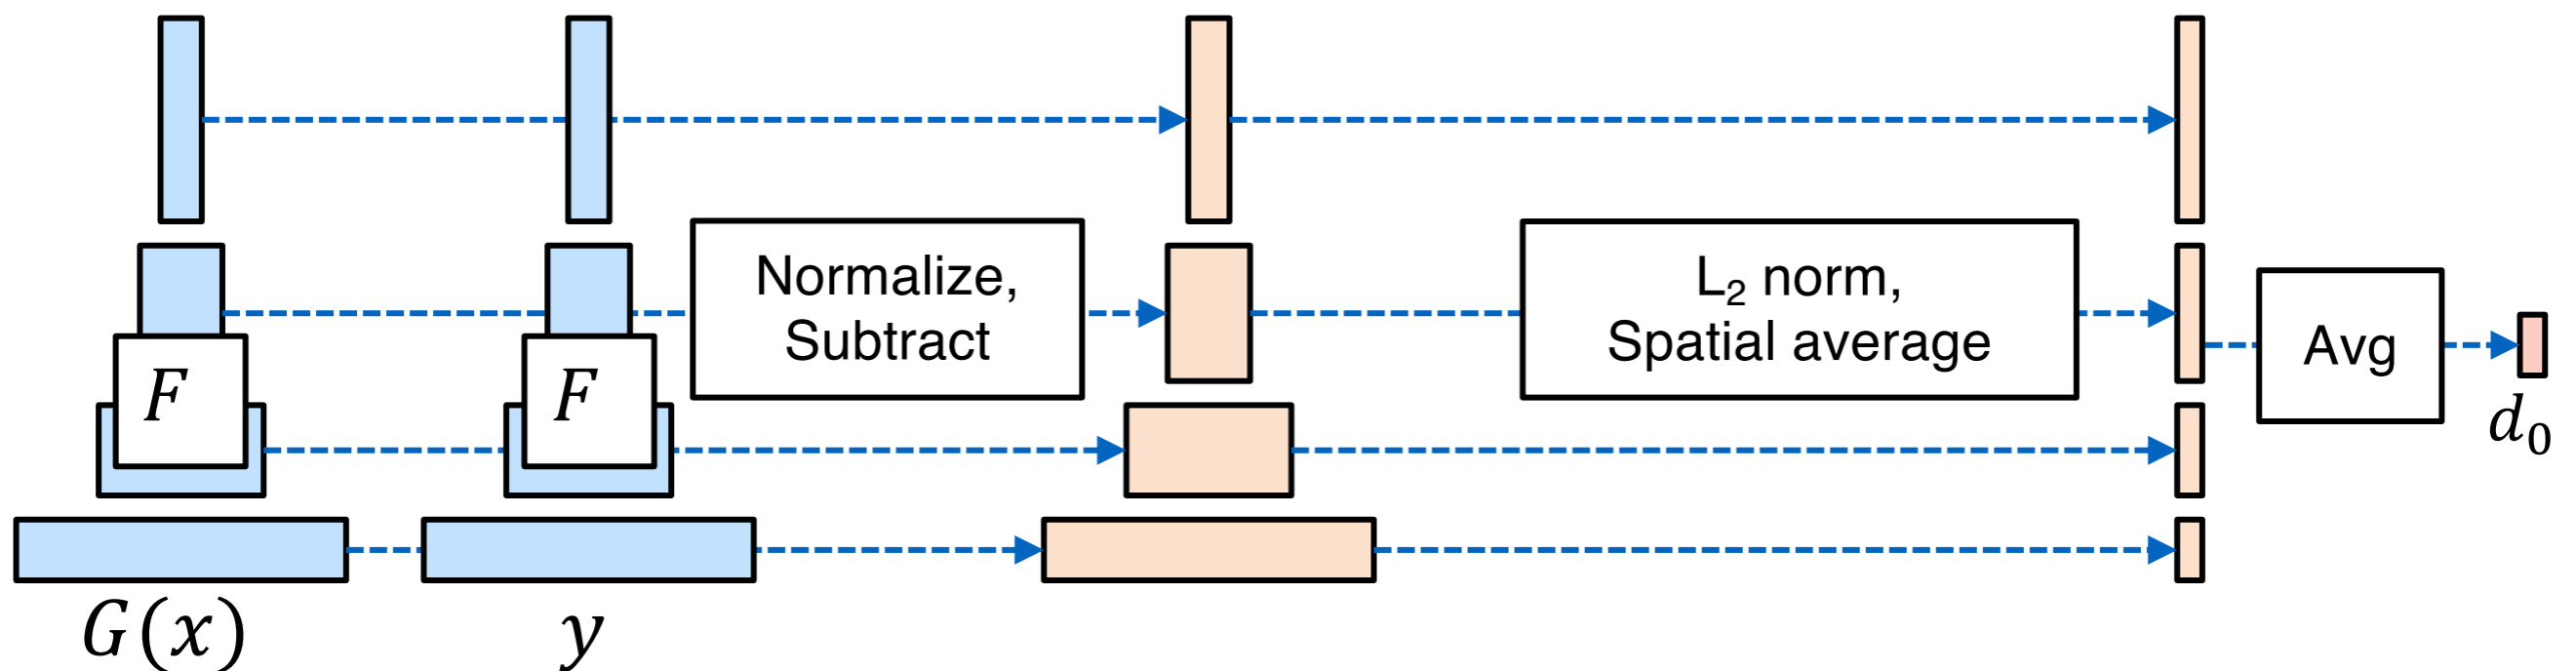 F
F
Normalize,
Subtract
L₂ norm,
Spatial average
Avg
d₀
G(x)
y